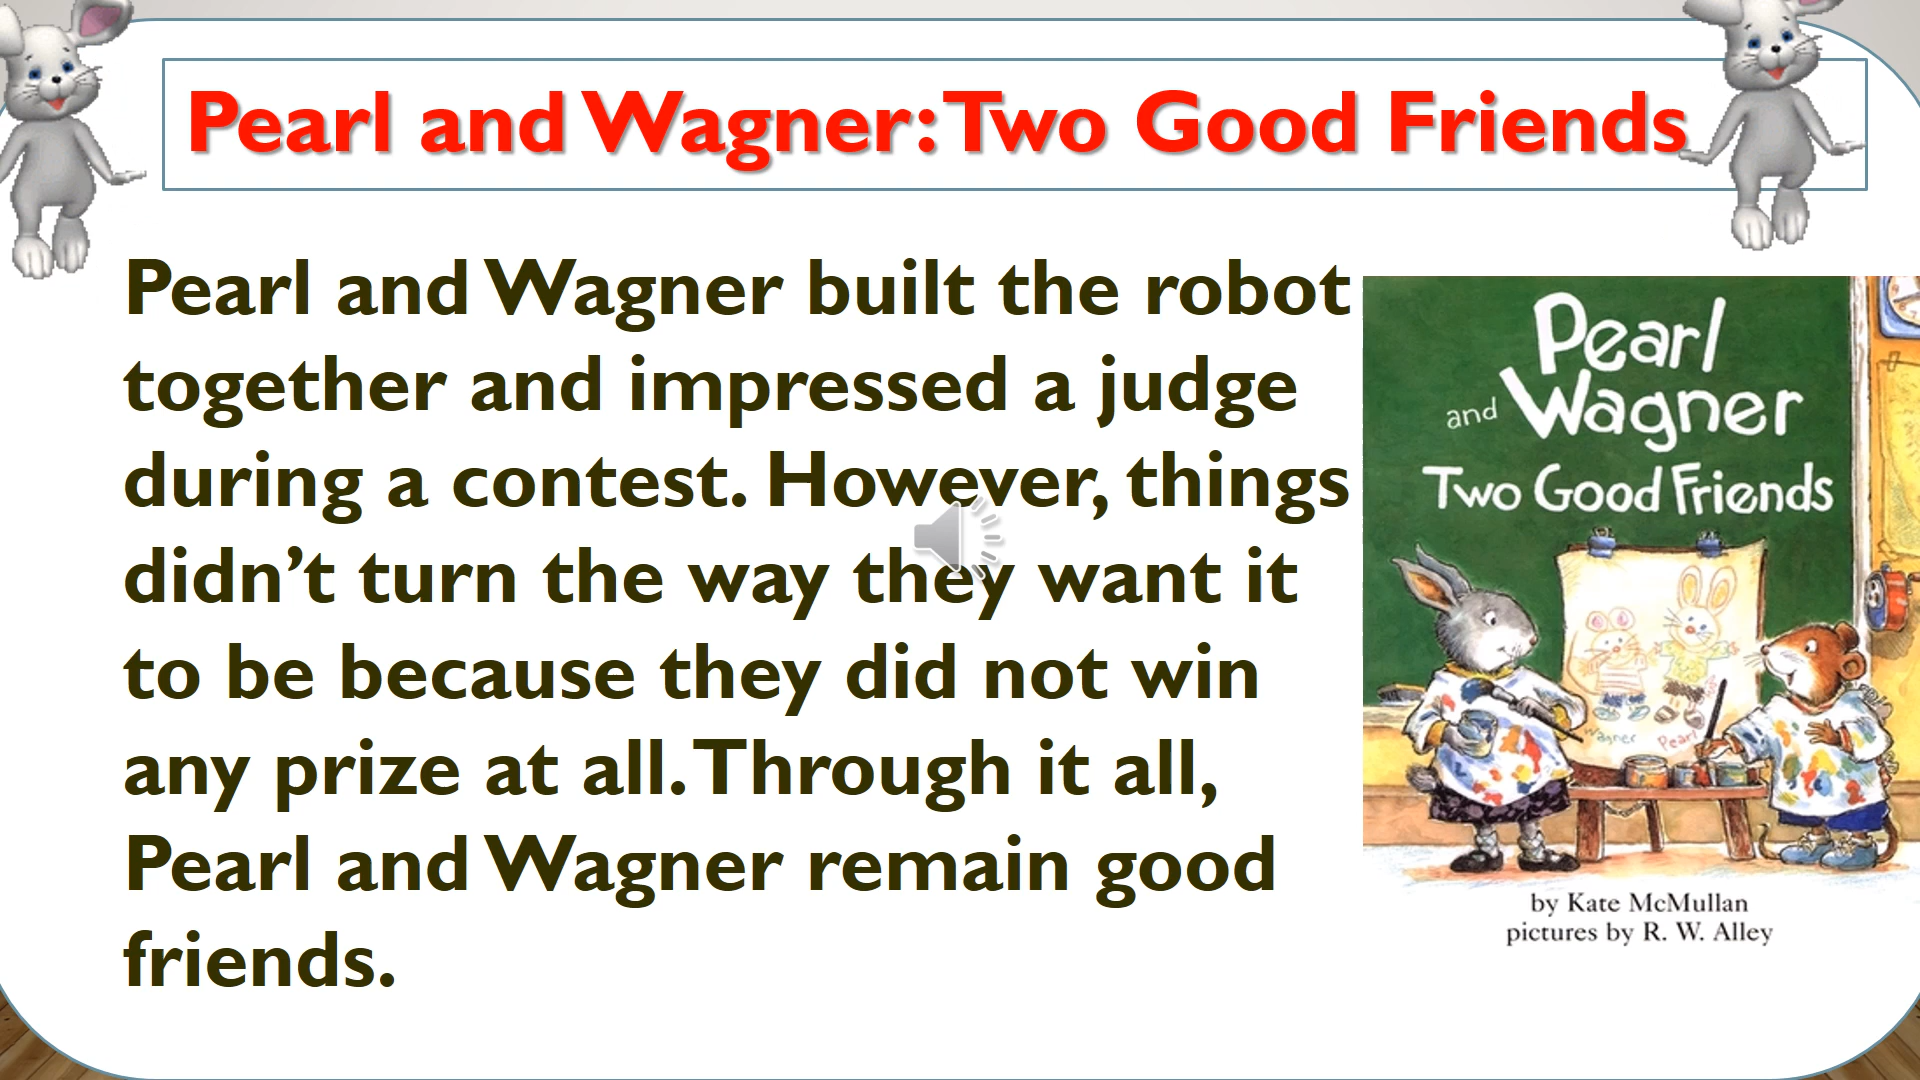 Pearl and Wagner: Two Good Friends
Pearl and Wagner built the robot
together and impressed a judge
during a contest. However, things
didn’t turn the way they want it
to be because they did not win
any prize at all. Through it all,
Pearl and Wagner remain good
friends.
Pearl
and Wagner
Two Good Friends
Wagner Pearl
by Kate McMullan
pictures by R. W. Alley